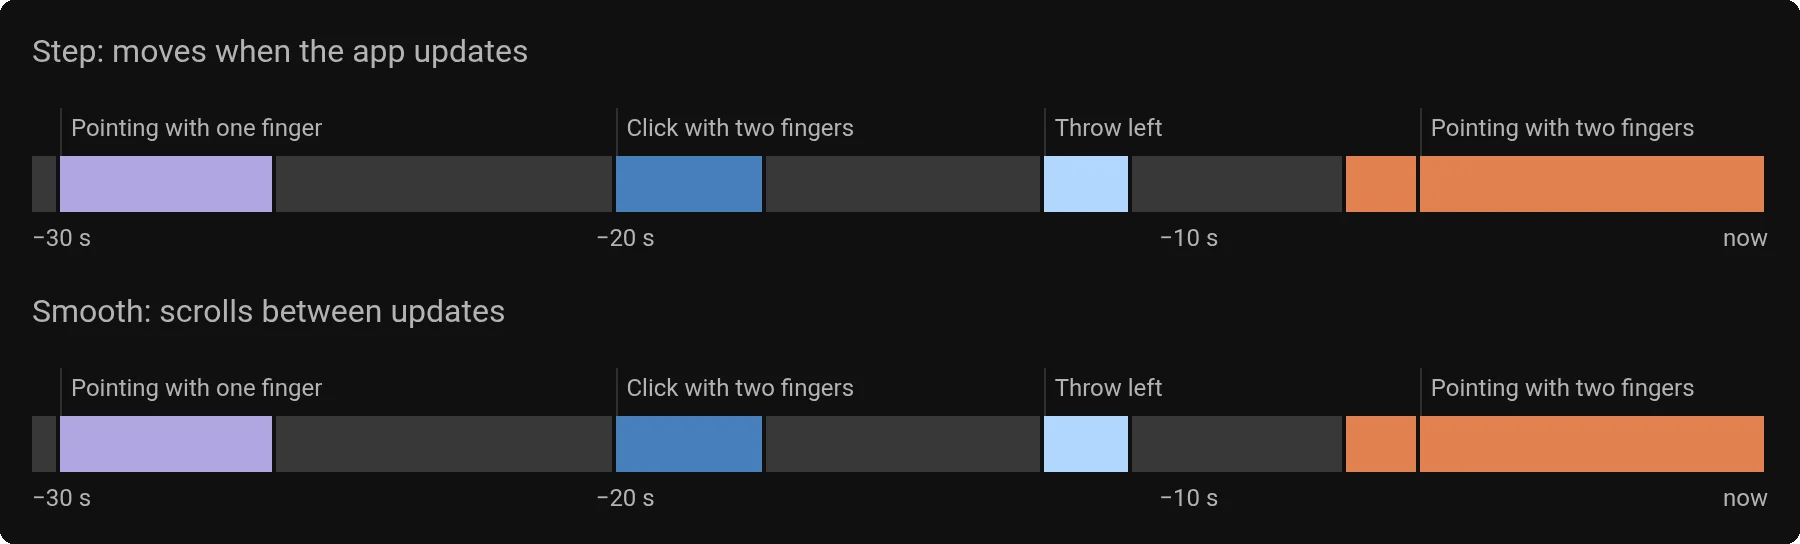 Step: moves when the app updates
Pointing with one finger Click with two fingers Throw left Pointing with two fingers
−30 s −20 s −10 s now
Smooth: scrolls between updates
Pointing with one finger Click with two fingers Throw left Pointing with two fingers
−30 s −20 s −10 s now